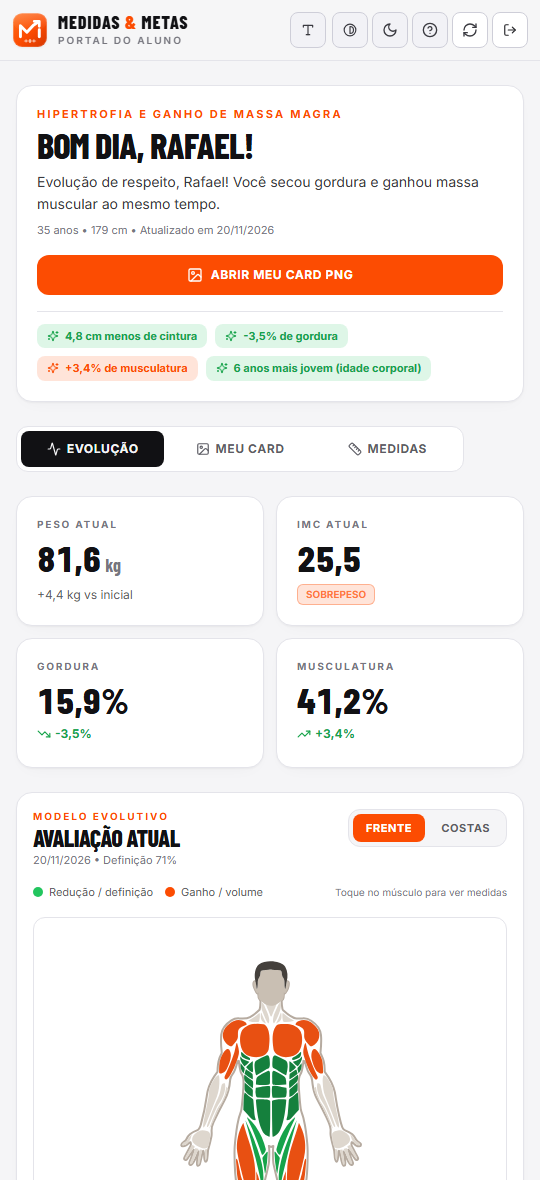 MEDIDAS & METAS
PORTAL DO ALUNO
HIPERTROFIA E GANHO DE MASSA MAGRA
BOM DIA, RAFAEL!
Evolução de respeito, Rafael! Você secou gordura e ganhou massa
muscular ao mesmo tempo.
35 anos • 179 cm • Atualizado em 20/11/2026
ABRIR MEU CARD PNG
4,8 cm menos de cintura
-3,5% de gordura
+3,4% de musculatura
6 anos mais jovem (idade corporal)
EVOLUÇÃO
MEU CARD
MEDIDAS
PESO ATUAL
81,6 kg
+4,4 kg vs inicial
IMC ATUAL
25,5
SOBREPESO
GORDURA
15,9%
-3,5%
MUSCULATURA
41,2%
+3,4%
MODELO EVOLUTIVO
AVALIAÇÃO ATUAL
20/11/2026 • Definição 71%
FRENTE
COSTAS
Redução / definição
Ganho / volume
Toque no músculo para ver medidas